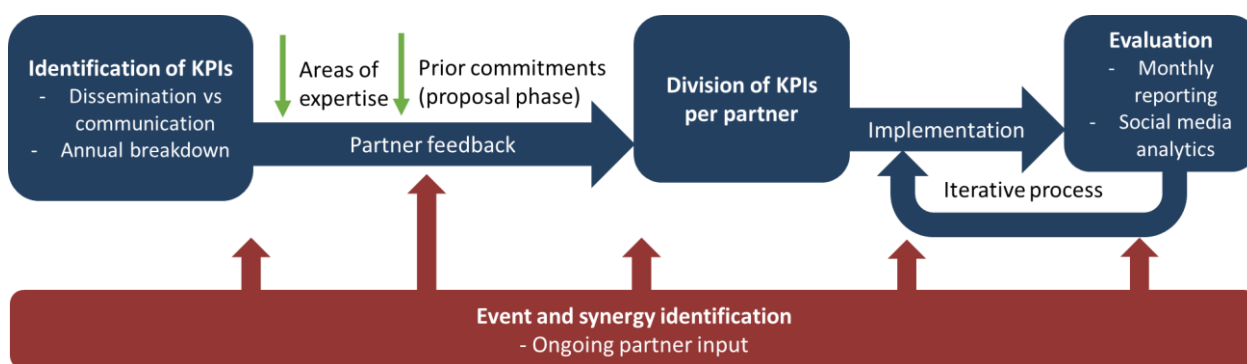 Identification of KPIs
- Dissemination vs
communication
- Annual breakdown
Areas of
expertise
Prior commitments
(proposal phase)
Partner feedback
Division of KPIs
per partner
Implementation
Evaluation
- Monthly
reporting
- Social media
analytics
Iterative process
Event and synergy identification
- Ongoing partner input